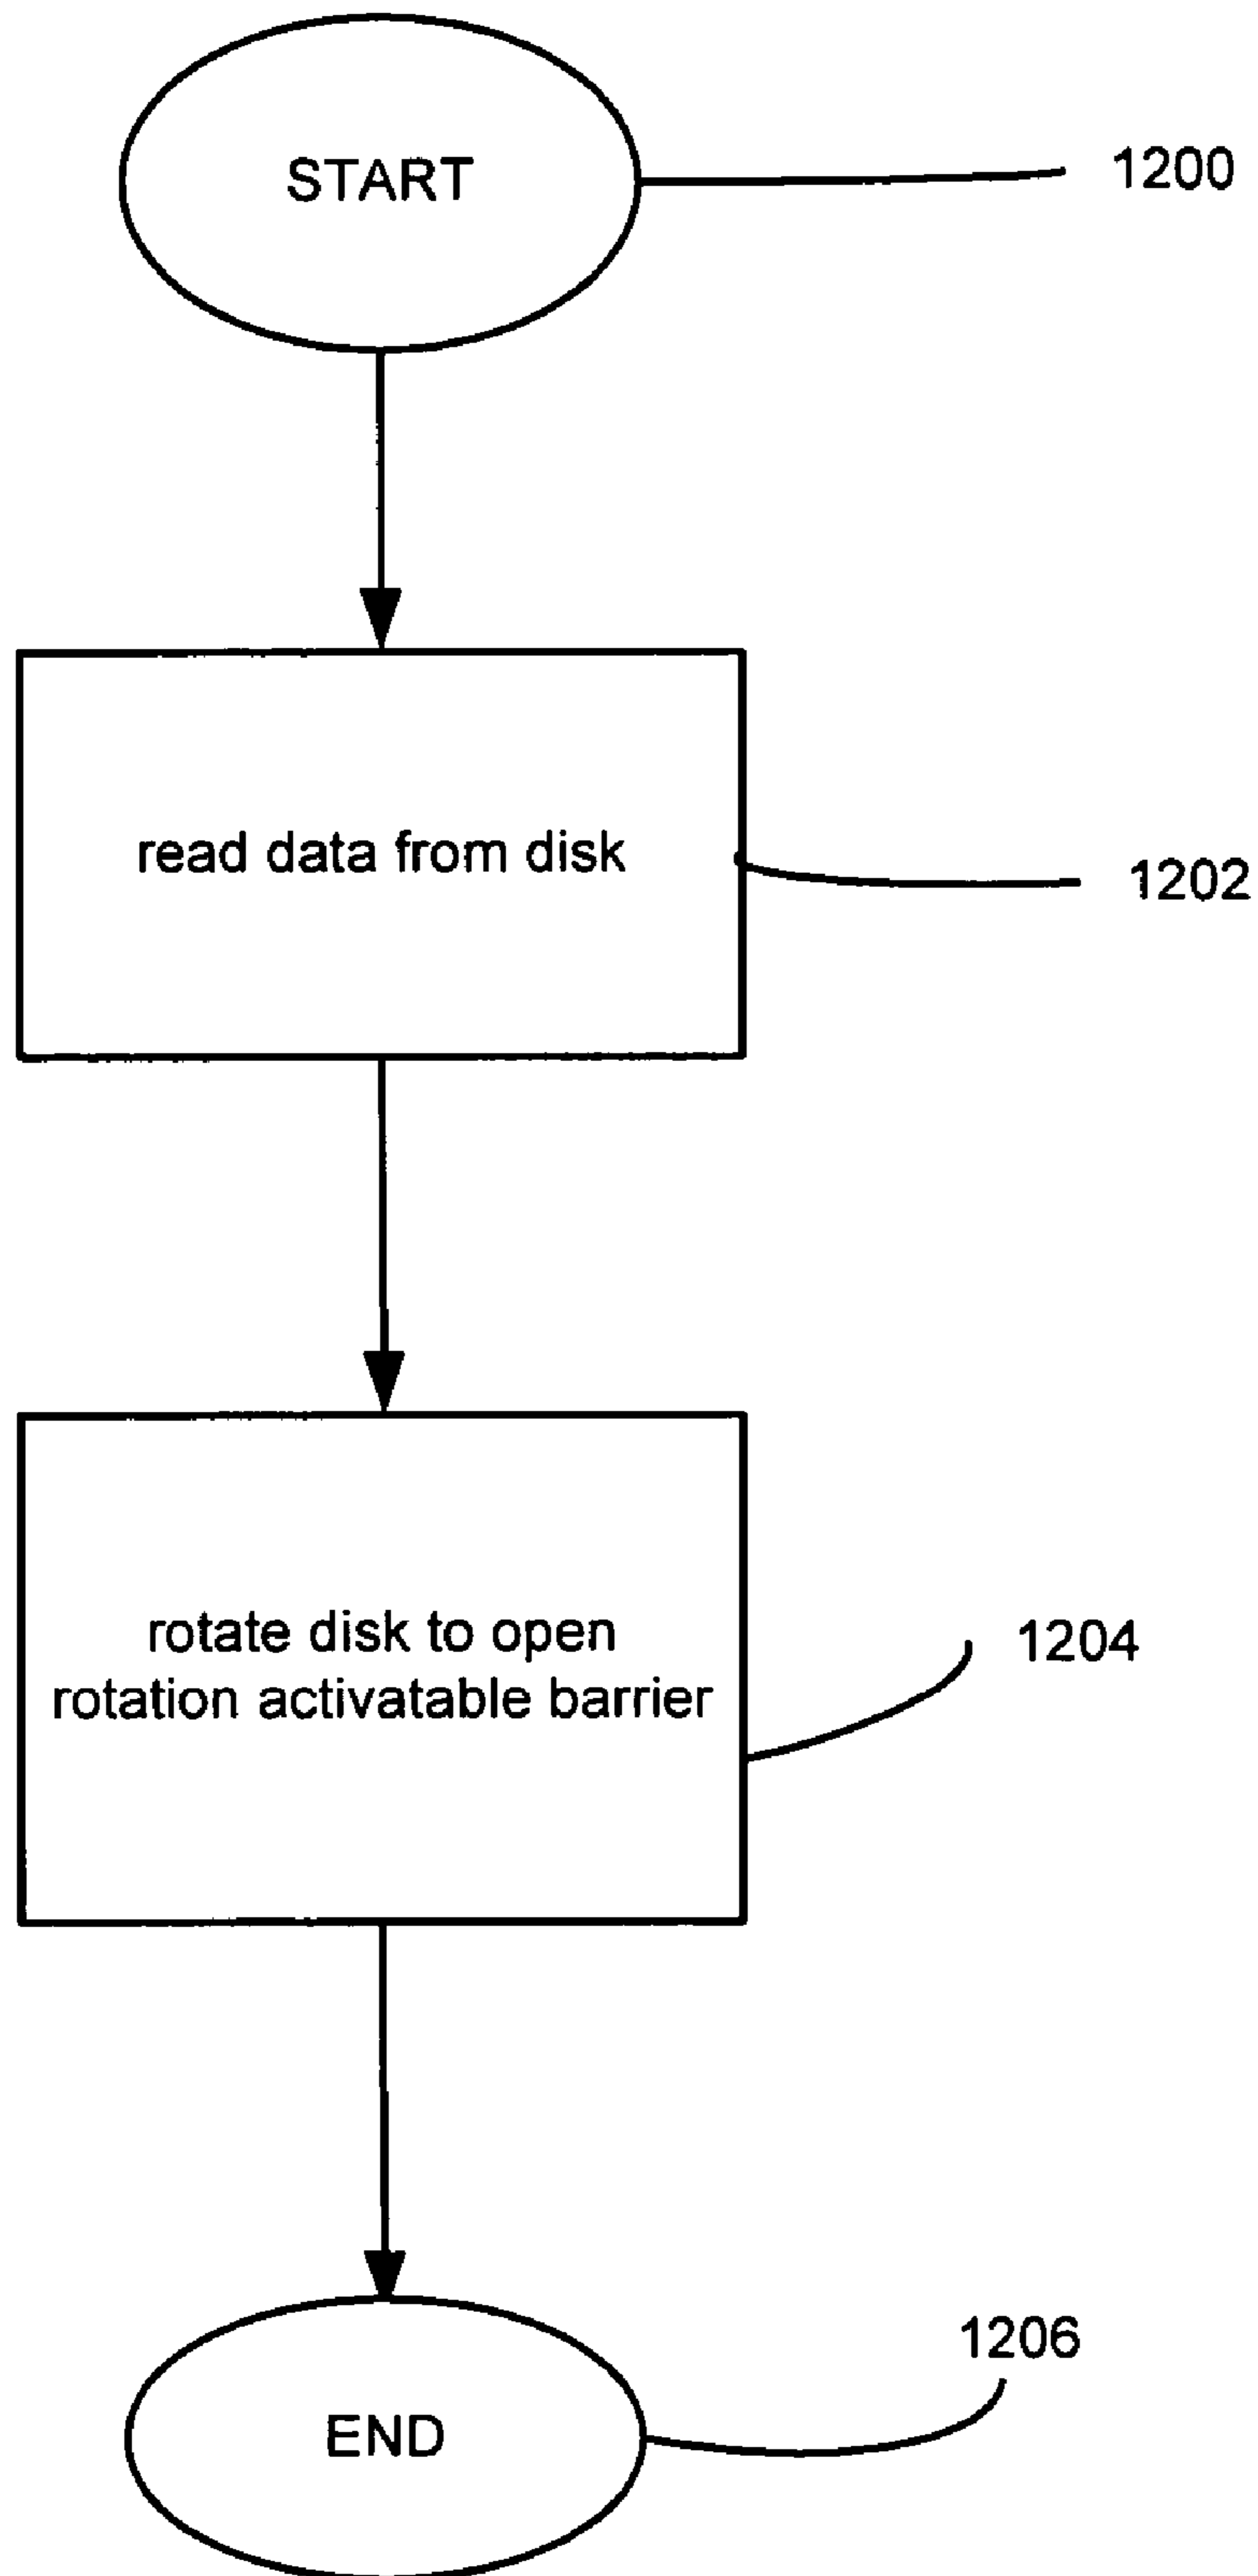 START
1200
read data from disk
1202
rotate disk to open
rotation activatable barrier
1204
1206
END